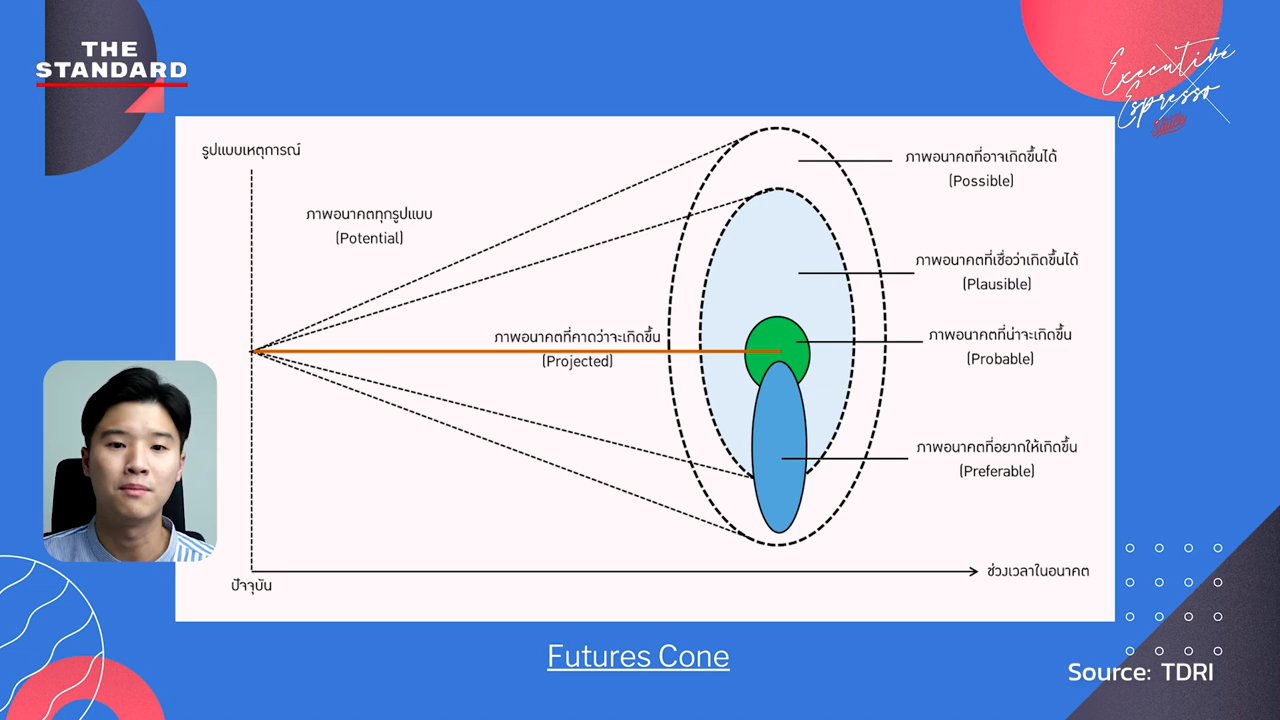 THE
STANDARD
Executive
Espresso
รูปแบบเหตุการณ์
ภาพอนาคตทุกรูปแบบ
(Potential)
ภาพอนาคตที่คาดว่าจะเกิดขึ้น
(Projected)
ภาพอนาคตที่อาจเกิดขึ้นได้
(Possible)
ภาพอนาคตที่เชื่อว่าเกิดขึ้นได้
(Plausible)
ภาพอนาคตที่น่าจะเกิดขึ้น
(Probable)
ภาพอนาคตที่อยากให้เกิดขึ้น
(Preferable)
ปัจจุบัน
ช่วงเวลาในอนาคต
Futures Cone
Source: TDRI